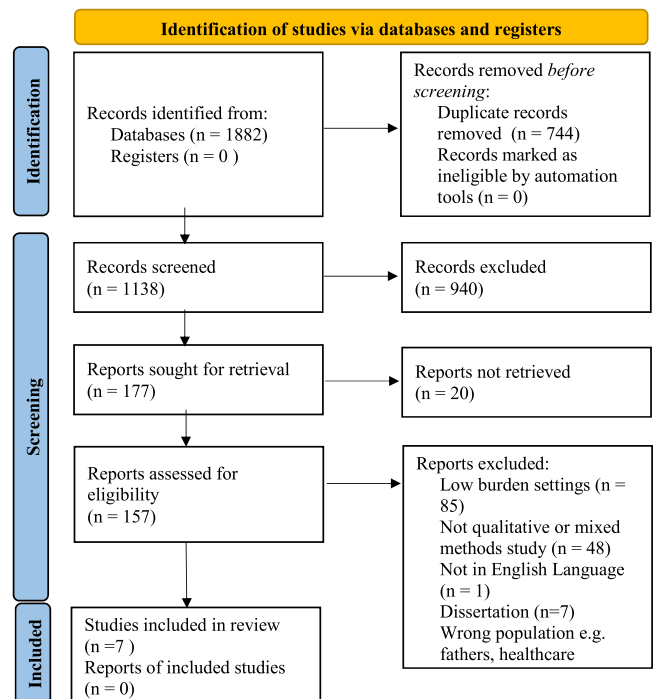 Identification of studies via databases and registers
Identification
Records identified from:
Databases (n = 1882)
Registers (n = 0 )
Records removed before
screening:
Duplicate records
removed (n = 744)
Records marked as
ineligible by automation
tools (n = 0)
Screening
Records screened
(n = 1138)
Records excluded
(n = 940)
Reports sought for retrieval
(n = 177)
Reports not retrieved
(n = 20)
Reports assessed for
eligibility
(n = 157)
Reports excluded:
Low burden settings (n =
85)
Not qualitative or mixed
methods study (n = 48)
Not in English Language
(n = 1)
Dissertation (n=7)
Wrong population e.g.
fathers, healthcare
Included
Studies included in review
(n =7 )
Reports of included studies
(n = 0)